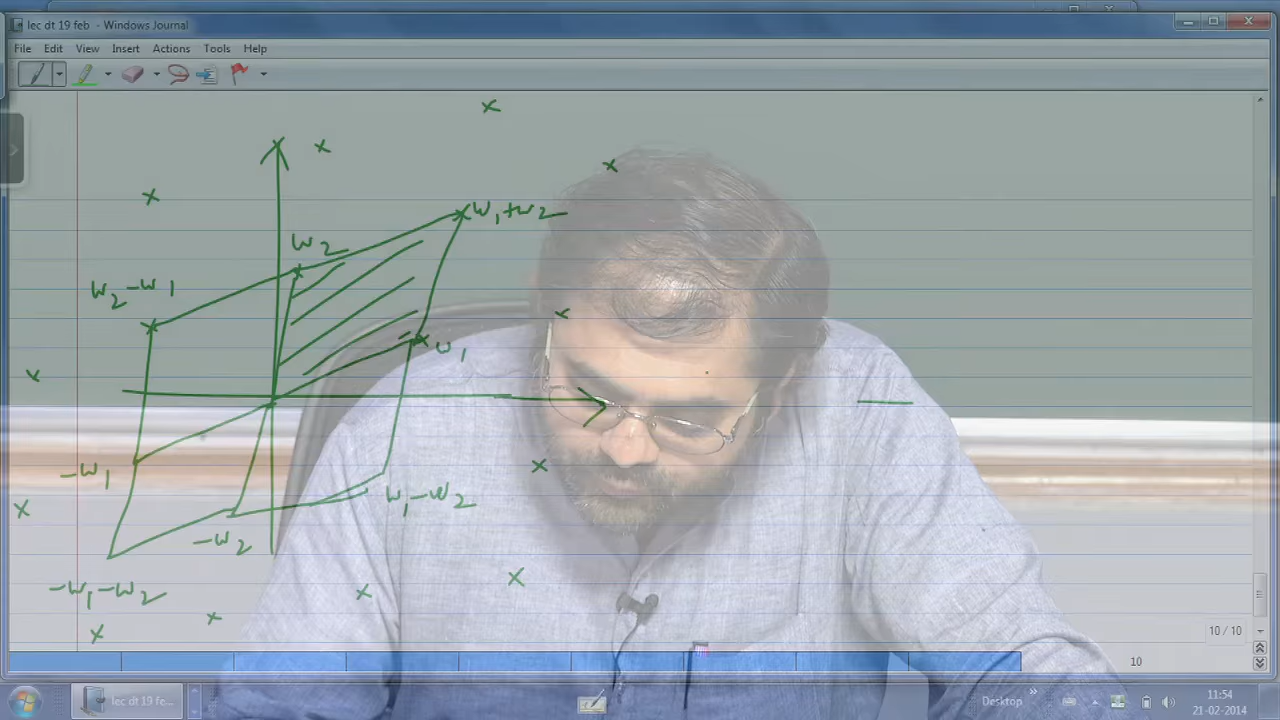 lec dt 19 feb - Windows Journal
File Edit View Insert Actions Tools Help
w₁+w₂
w₂
w₂-w₁
w₁
-w₁
w₁-w₂
-w₂
-w₁-w₂
10 / 10
10
lec dt 19 fe...
Desktop
11:54
21-02-2014